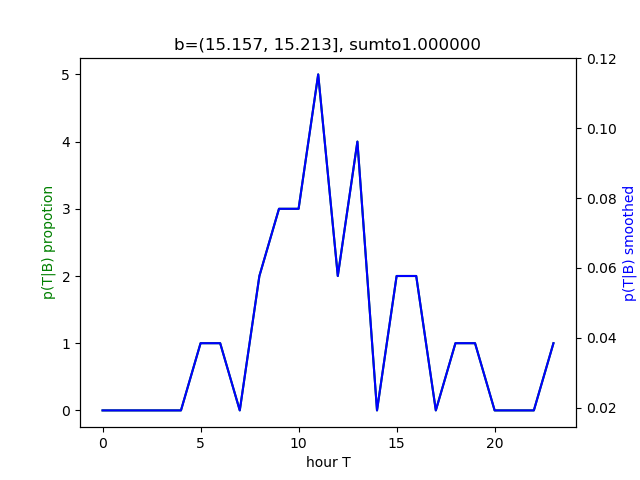 b=(15.157, 15.213], sumto1.000000
p(T|B) propotion
5
4
3
2
1
0
0.12
0.10
0.08
0.06
0.04
0.02
p(T|B) smoothed
0 5 10 15 20
hour T